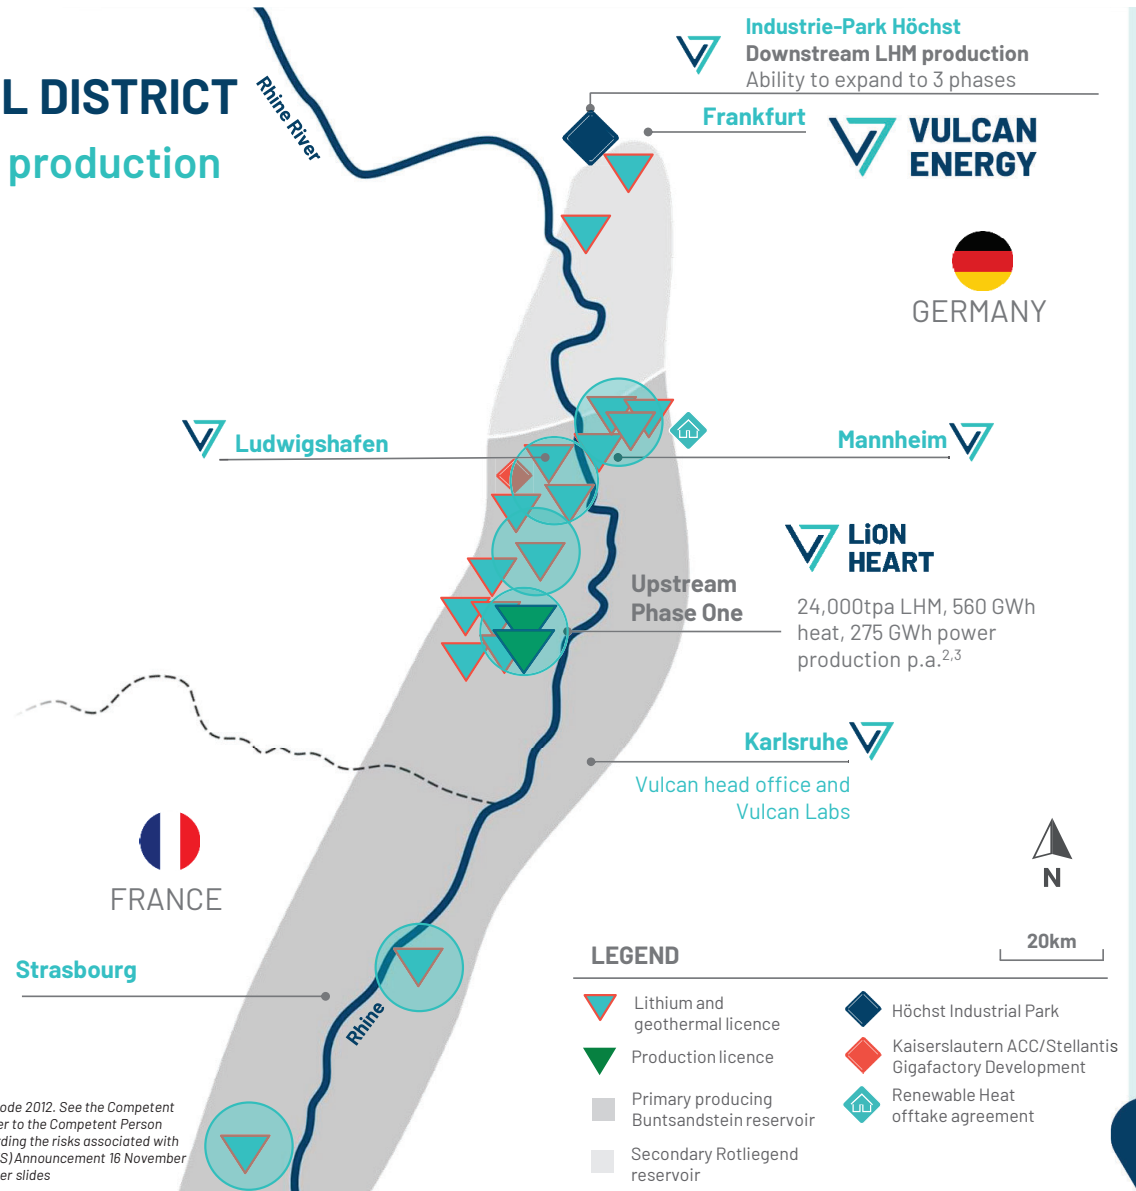 Industrie-Park Höchst
Downstream LHM production
Ability to expand to 3 phases
L DISTRICT
production
Rhine River
Frankfurt
VULCAN
ENERGY
GERMANY
Ludwigshafen
Mannheim
LiON
HEART
Upstream
Phase One
24,000tpa LHM, 560 GWh
heat, 275 GWh power
production p.a.2,3
Karlsruhe
Vulcan head office and
Vulcan Labs
FRANCE
N
20km
Strasbourg
Rhine
LEGEND
Lithium and
geothermal licence
Production licence
Primary producing
Buntsandstein reservoir
Secondary Rotliegend
reservoir
Höchst Industrial Park
Kaiserslautern ACC/Stellantis
Gigafactory Development
Renewable Heat
offtake agreement
ode 2012. See the Competent
er to the Competent Person
rding the risks associated with
S) Announcement 16 November
er slides